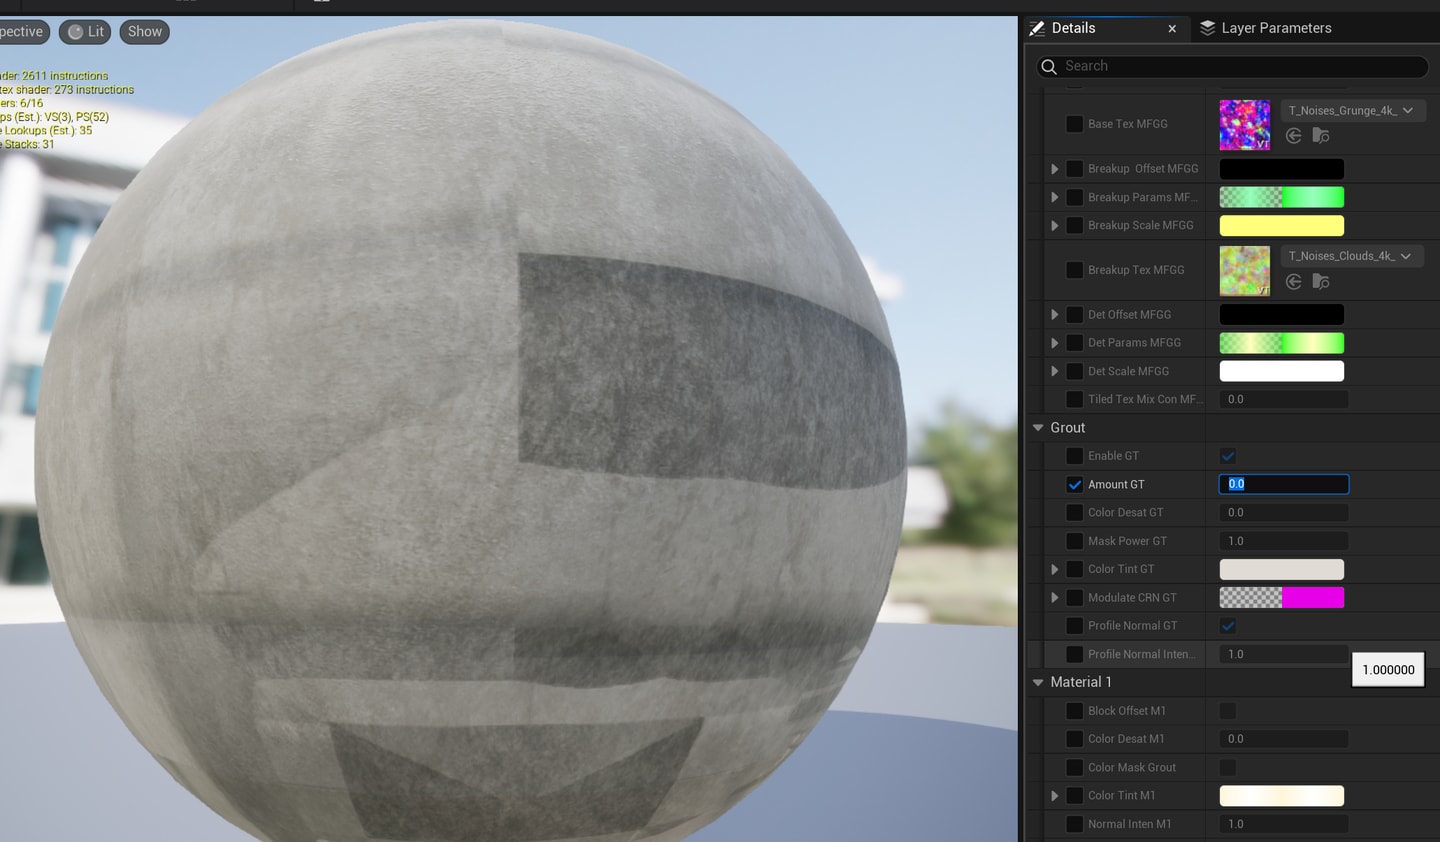 pective
Lit
Show
Details
Layer Parameters
der: 2611 instructions
tex shader: 273 instructions
ers: 6/16
ps (Est.): VS(3), PS(52)
e Lookups (Est.): 35
e Stacks: 31
Search
Base Tex MFGG
T_Noises_Grunge_4k_
VT
Breakup Offset MFGG
Breakup Params MF...
Breakup Scale MFGG
Breakup Tex MFGG
T_Noises_Clouds_4k_
VT
Det Offset MFGG
Det Params MFGG
Det Scale MFGG
Tiled Tex Mix Con MF... 0.0
Grout
Enable GT
Amount GT 0.0
Color Desat GT 0.0
Mask Power GT 1.0
Color Tint GT
Modulate CRN GT
Profile Normal GT
Profile Normal Inten... 1.0
1.000000
Material 1
Block Offset M1
Color Desat M1 0.0
Color Mask Grout
Color Tint M1
Normal Inten M1 1.0